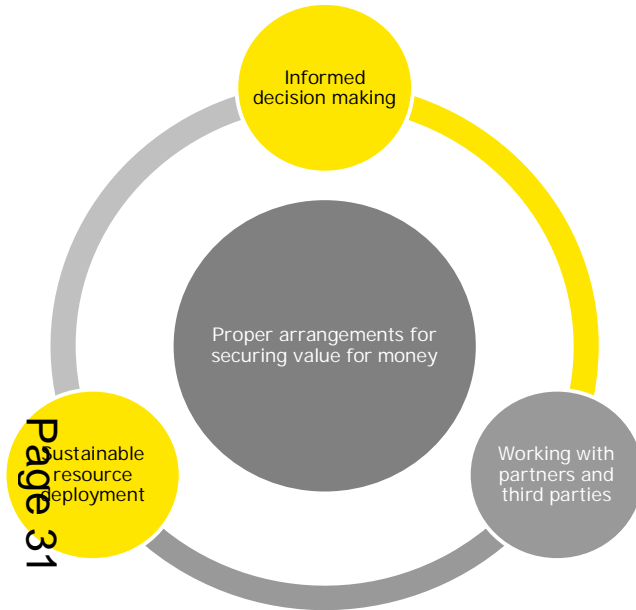 Informed
decision making
Proper arrangements for
securing value for money
Sustainable
resource
deployment
Working with
partners and
third parties
Page 31